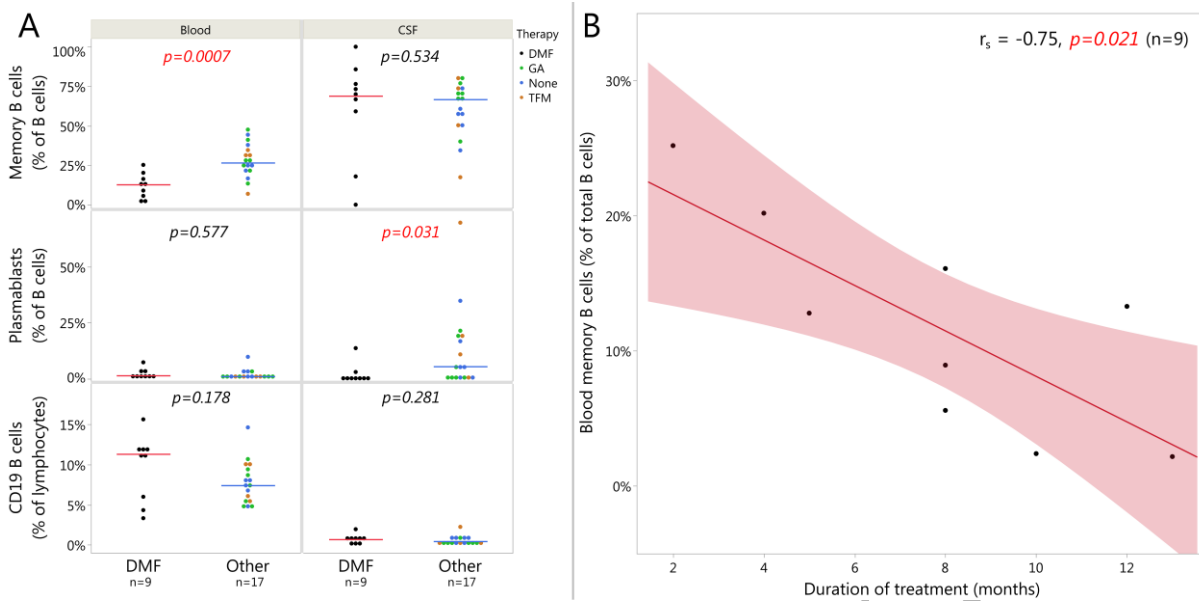 A
Blood
CSF
Therapy
DMF
GA
None
TFM
Memory B cells
(% of B cells)
100%
75%
50%
25%
0%
p=0.0007
p=0.534
Plasmablasts
(% of B cells)
50%
25%
0%
p=0.577
p=0.031
CD19 B cells
(% of lymphocytes)
15%
10%
5%
0%
p=0.178
p=0.281
DMF
n=9
Other
n=17
DMF
n=9
Other
n=17
B
rs = -0.75, p=0.021 (n=9)
Blood memory B cells (% of total B cells)
30%
20%
10%
0%
2
4
6
8
10
12
Duration of treatment (months)